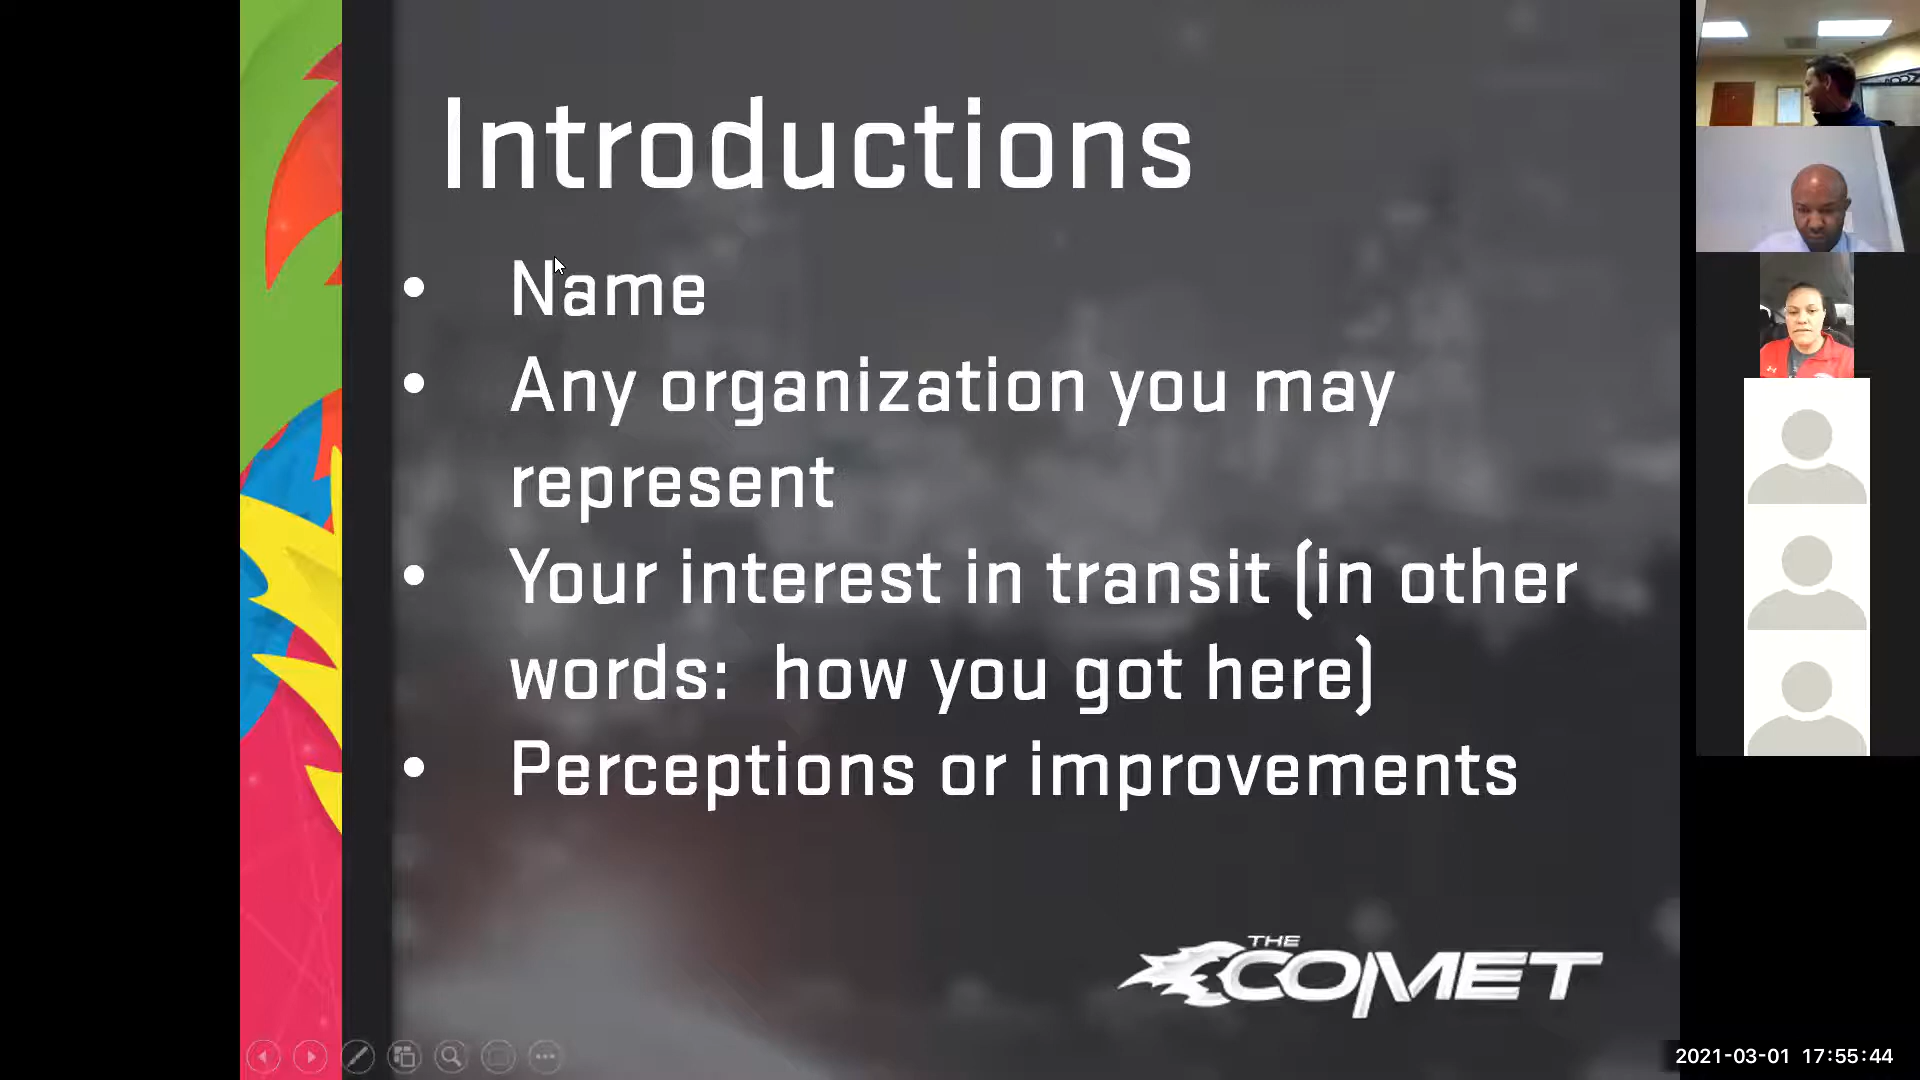 Introductions
• Name
• Any organization you may
represent
• Your interest in transit (in other
words: how you got here)
• Perceptions or improvements
THE
COMET
2021-03-01 17:55:44